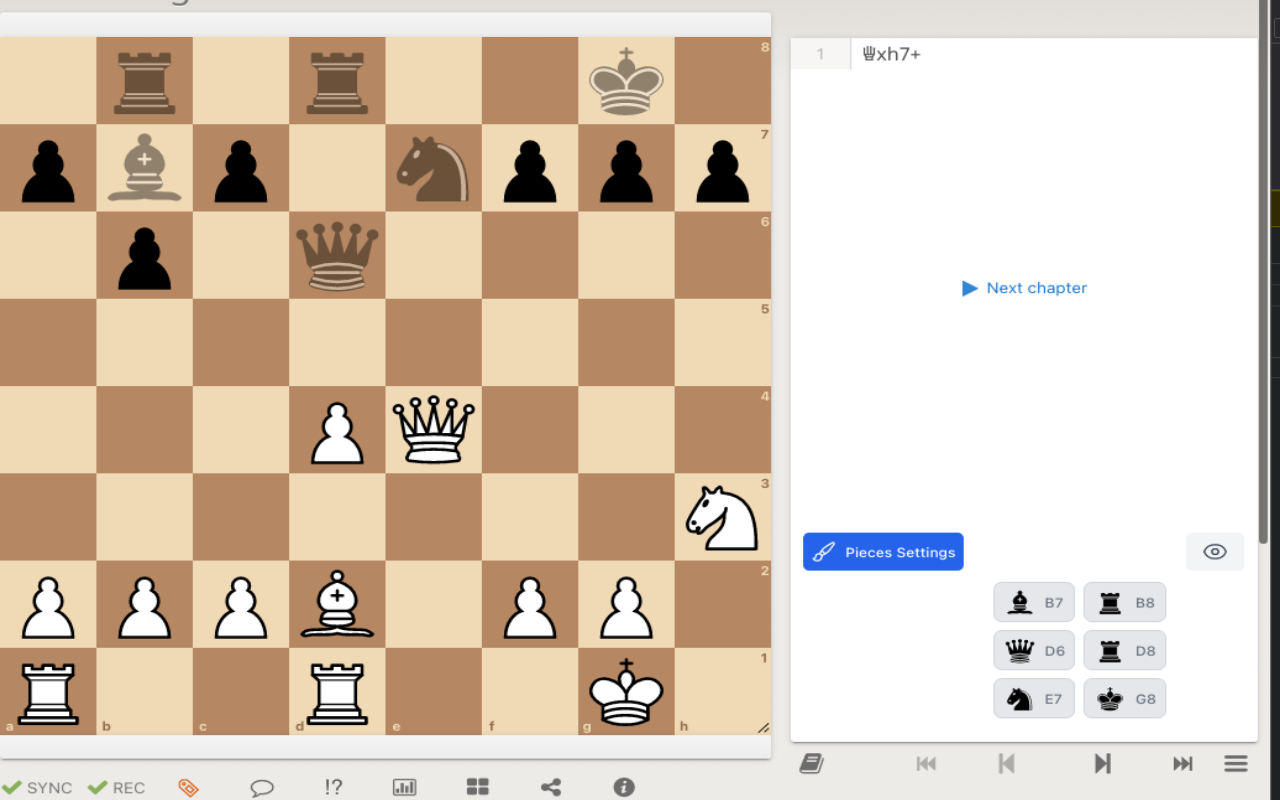 8
7
6
5
4
3
2
1
a b c d e f g h
1 ♕xh7+
Next chapter
Pieces Settings
B7 B8
D6 D8
E7 G8
SYNC REC !?